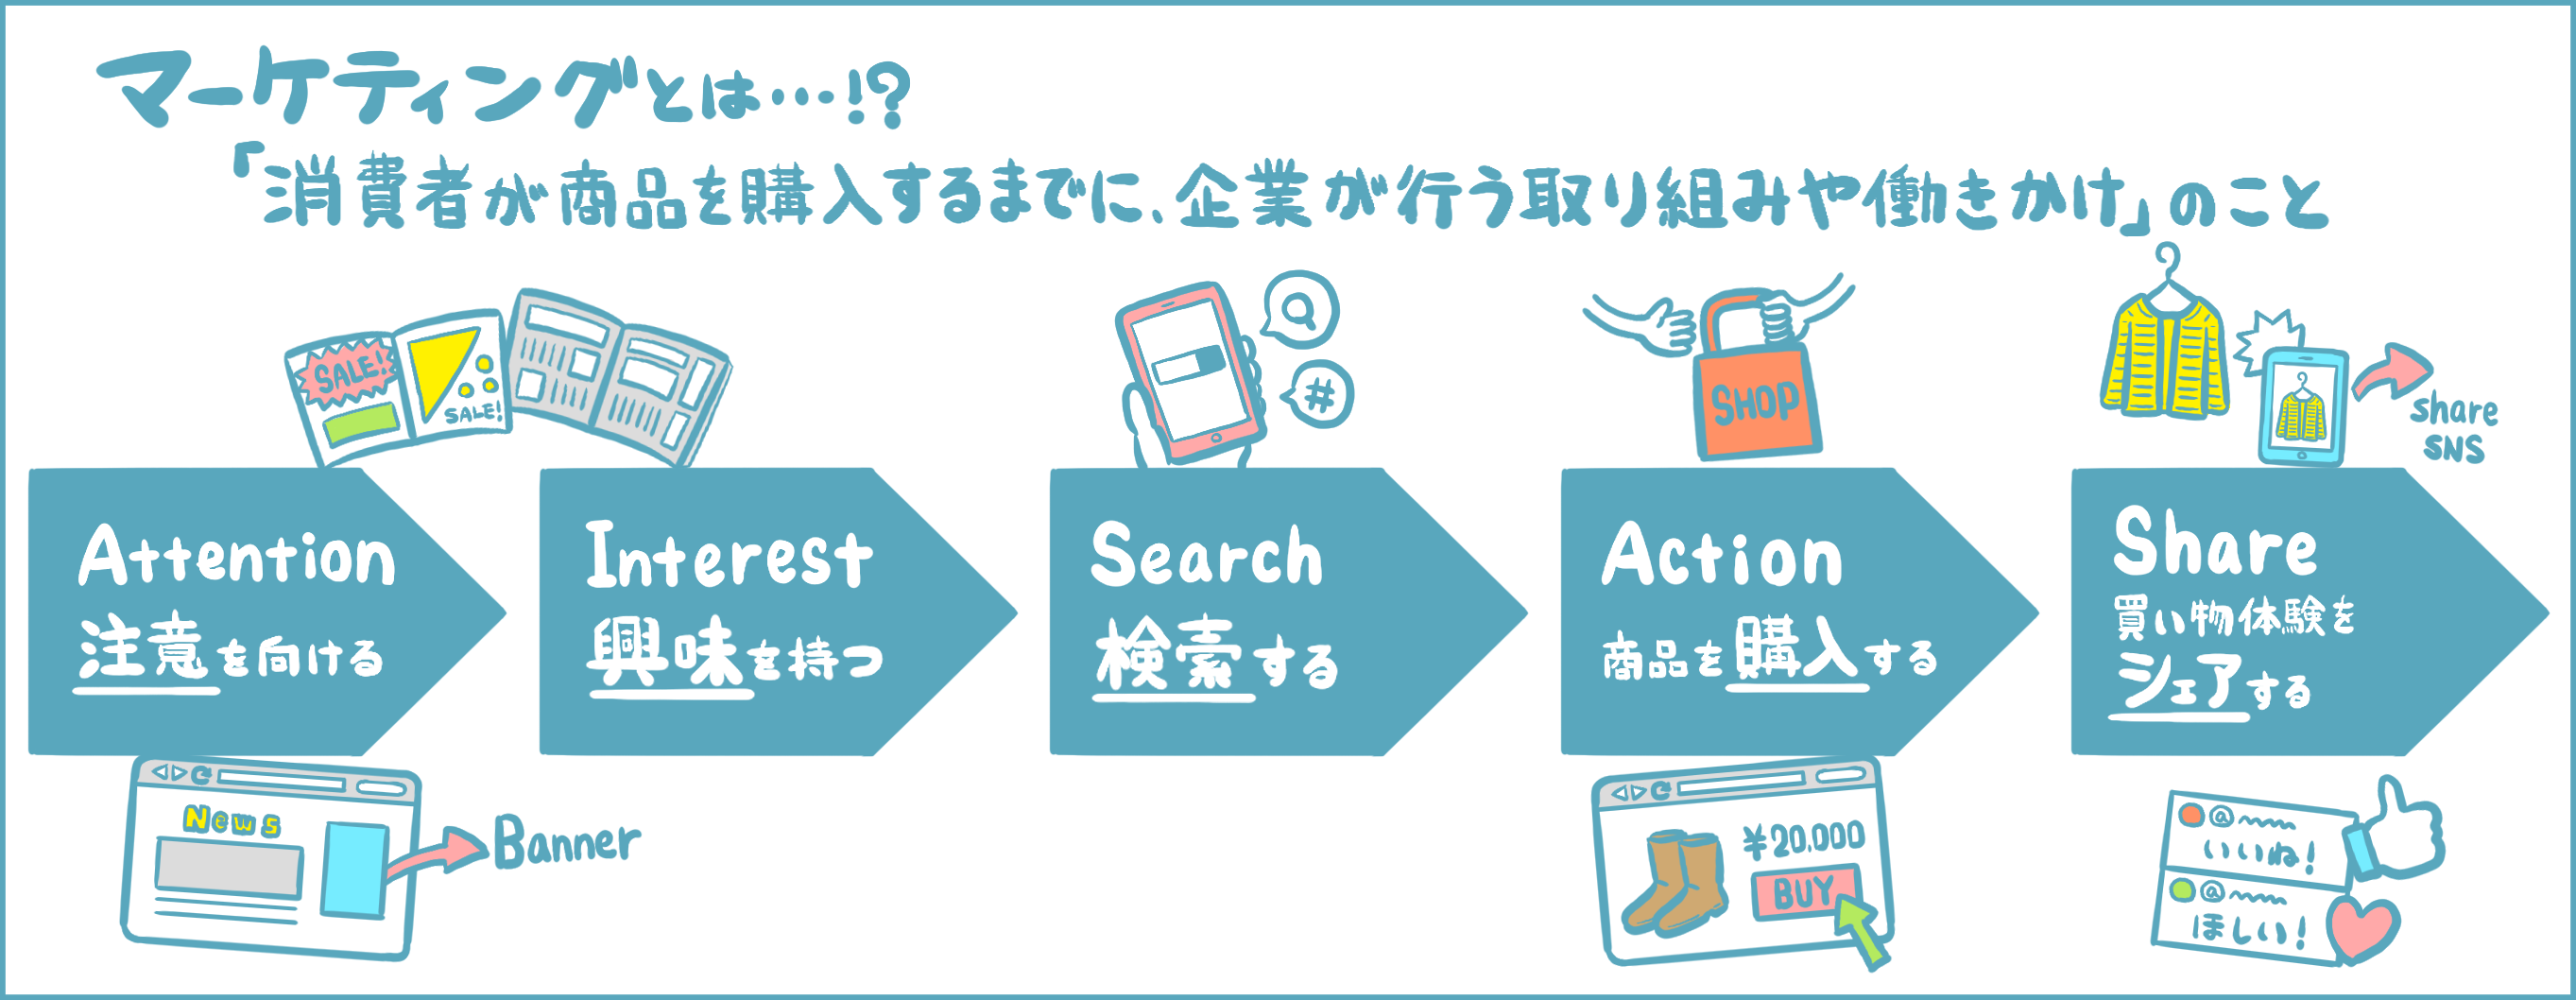 マーケティングとは…!?
「消費者が商品を購入するまでに、企業が行う取り組みや働きかけ」のこと
SALE!
SALE!
#
SHOP
share
SNS
Attention
注意を向ける
Interest
興味を持つ
Search
検索する
Action
商品を購入する
Share
買い物体験を
シェアする
News
Banner
¥20,000
BUY
@
いいね!
@
ほしい!